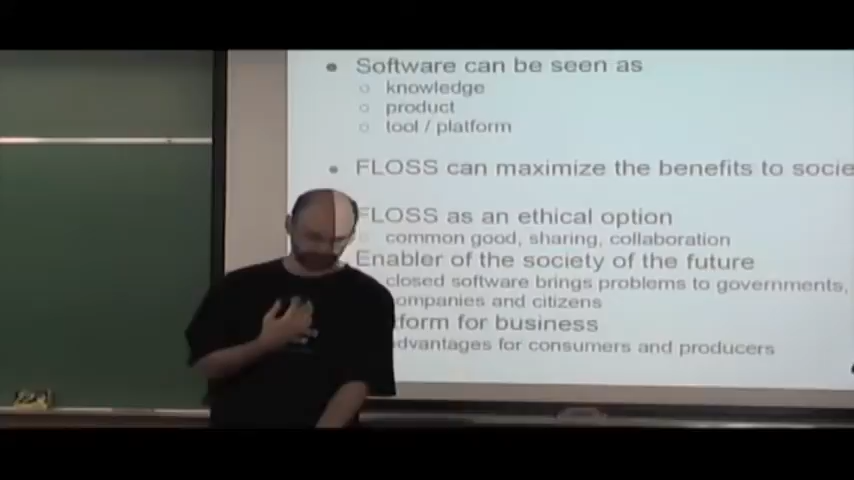 Software can be seen as
knowledge
product
tool / platform
FLOSS can maximize the benefits to socie
FLOSS as an ethical option
common good, sharing, collaboration
Enabler of the society of the future
closed software brings problems to governments,
companies and citizens
tform for business
advantages for consumers and producers